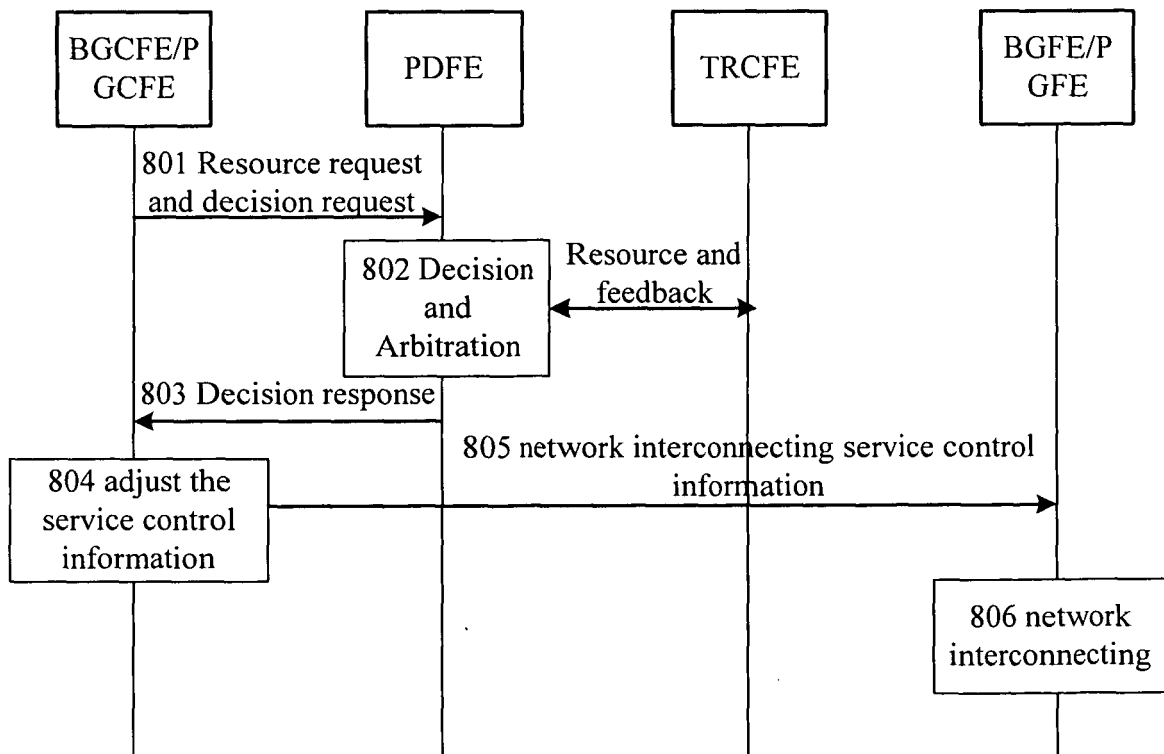 BGCFE/P
GCFE
PDFE
TRCFE
BGFE/P
GFE
801 Resource request
and decision request
802 Decision
and
Arbitration
Resource and
feedback
803 Decision response
805 network interconnecting service control
information
804 adjust the
service control
information
806 network
interconnecting